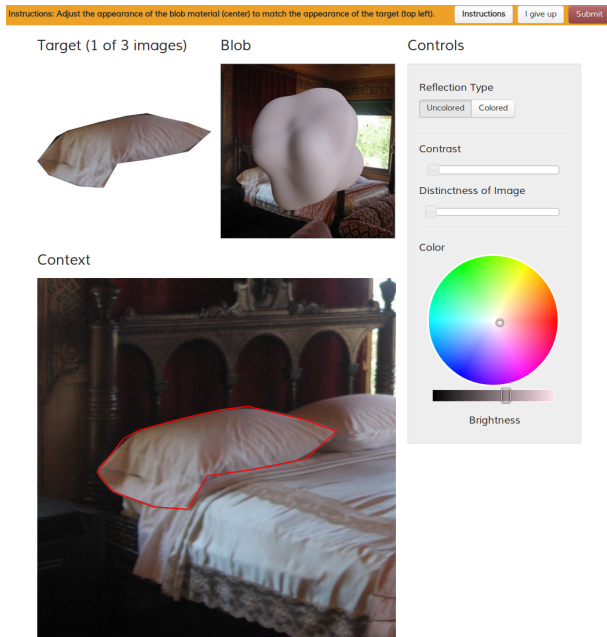 Instructions: Adjust the appearance of the blob material (center) to match the appearance of the target (top left).
Instructions
I give up
Submit
Target (1 of 3 images)
Blob
Controls
Reflection Type
Uncolored
Colored
Contrast
Distinctness of Image
Color
Brightness
Context